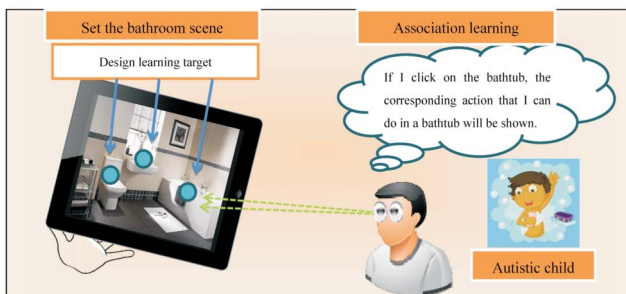 Set the bathroom scene
Association learning
Design learning target
If I click on the bathtub, the
corresponding action that I can
do in a bathtub will be shown.
Autistic child